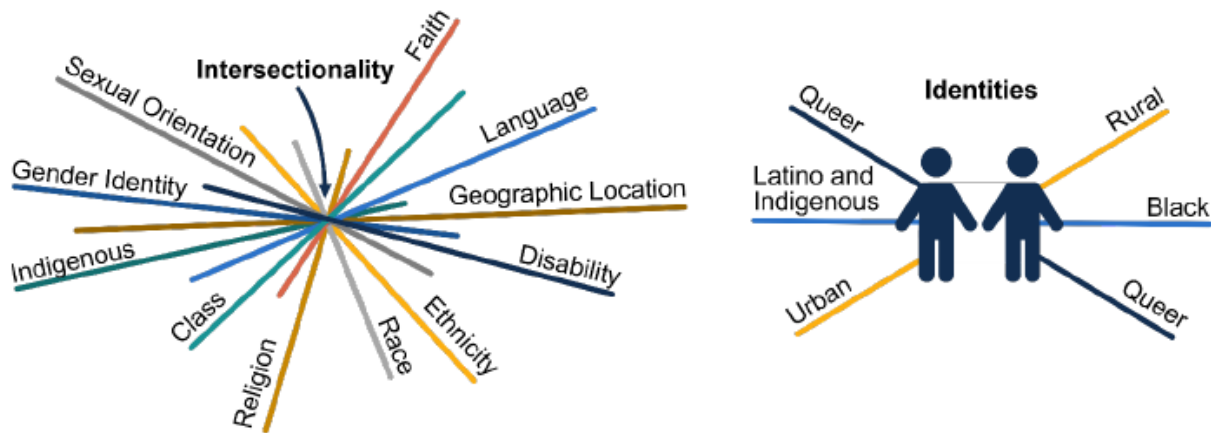 Intersectionality
Faith
Sexual Orientation
Language
Gender Identity
Geographic Location
Indigenous
Disability
Class
Ethnicity
Race
Religion
Identities
Queer
Rural
Latino and
Indigenous
Black
Urban
Queer